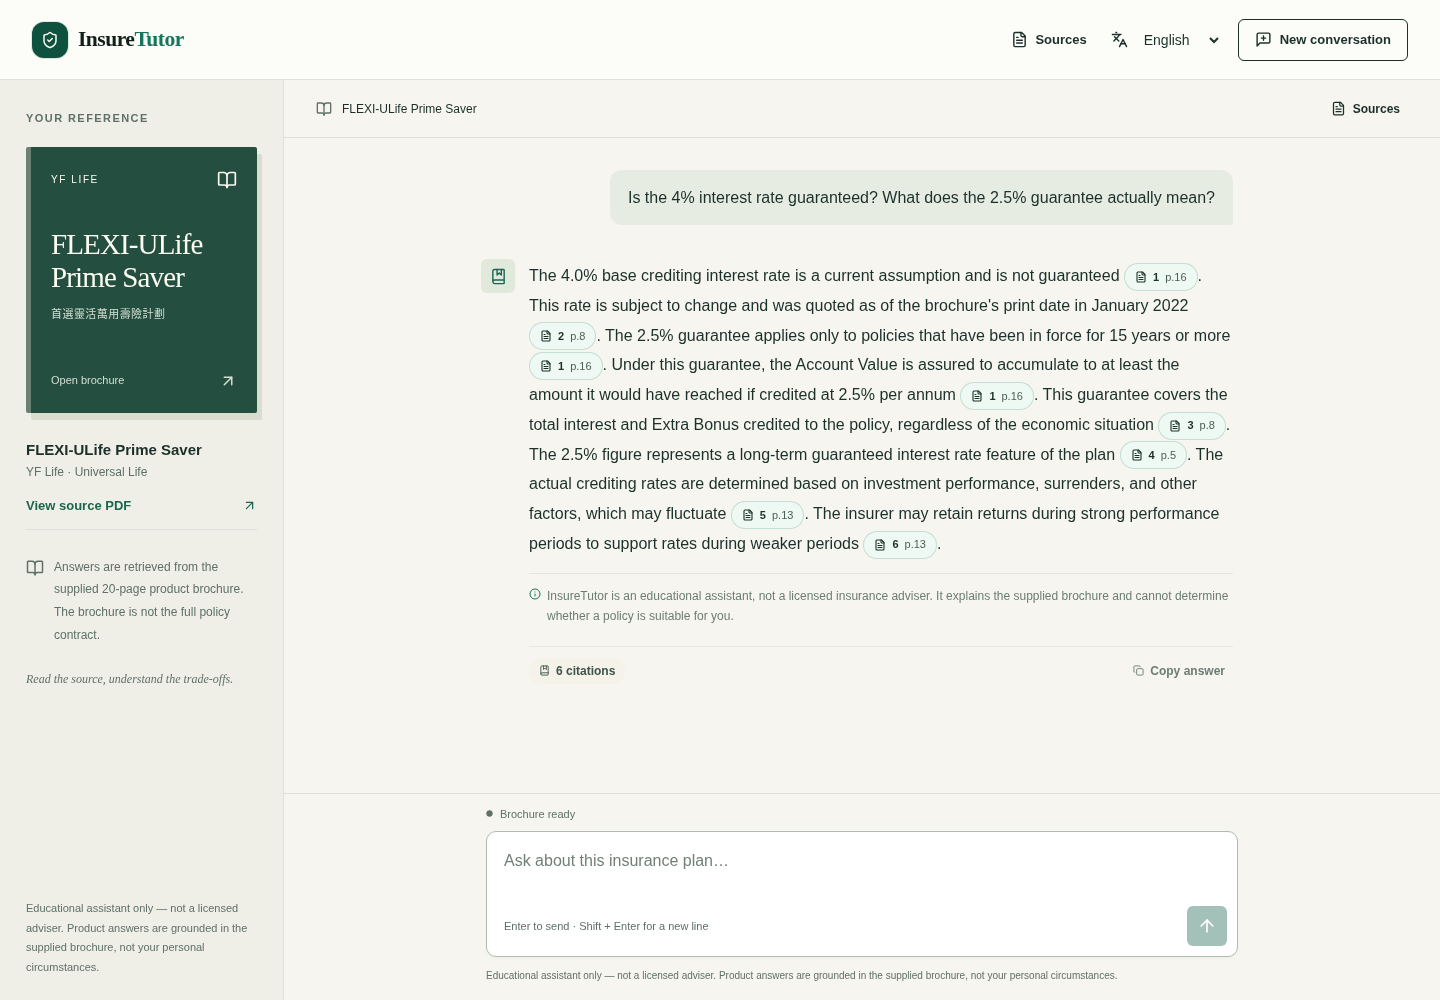 InsureTutor
Sources
English
New conversation
YOUR REFERENCE
YF LIFE
FLEXI-ULife
Prime Saver
首選靈活萬用壽險計劃
Open brochure
FLEXI-ULife Prime Saver
YF Life · Universal Life
View source PDF
Answers are retrieved from the
supplied 20-page product brochure.
The brochure is not the full policy
contract.
Read the source, understand the trade-offs.
Educational assistant only — not a licensed
adviser. Product answers are grounded in the
supplied brochure, not your personal
circumstances.
FLEXI-ULife Prime Saver
Sources
Is the 4% interest rate guaranteed? What does the 2.5% guarantee actually mean?
The 4.0% base crediting interest rate is a current assumption and is not guaranteed 1 p.16.
This rate is subject to change and was quoted as of the brochure's print date in January 2022
2 p.8. The 2.5% guarantee applies only to policies that have been in force for 15 years or more
1 p.16. Under this guarantee, the Account Value is assured to accumulate to at least the
amount it would have reached if credited at 2.5% per annum 1 p.16. This guarantee covers the
total interest and Extra Bonus credited to the policy, regardless of the economic situation 3 p.8.
The 2.5% figure represents a long-term guaranteed interest rate feature of the plan 4 p.5. The
actual crediting rates are determined based on investment performance, surrenders, and other
factors, which may fluctuate 5 p.13. The insurer may retain returns during strong performance
periods to support rates during weaker periods 6 p.13.
InsureTutor is an educational assistant, not a licensed insurance adviser. It explains the supplied brochure and cannot determine
whether a policy is suitable for you.
6 citations
Copy answer
Brochure ready
Ask about this insurance plan…
Enter to send · Shift + Enter for a new line
Educational assistant only — not a licensed adviser. Product answers are grounded in the supplied brochure, not your personal circumstances.